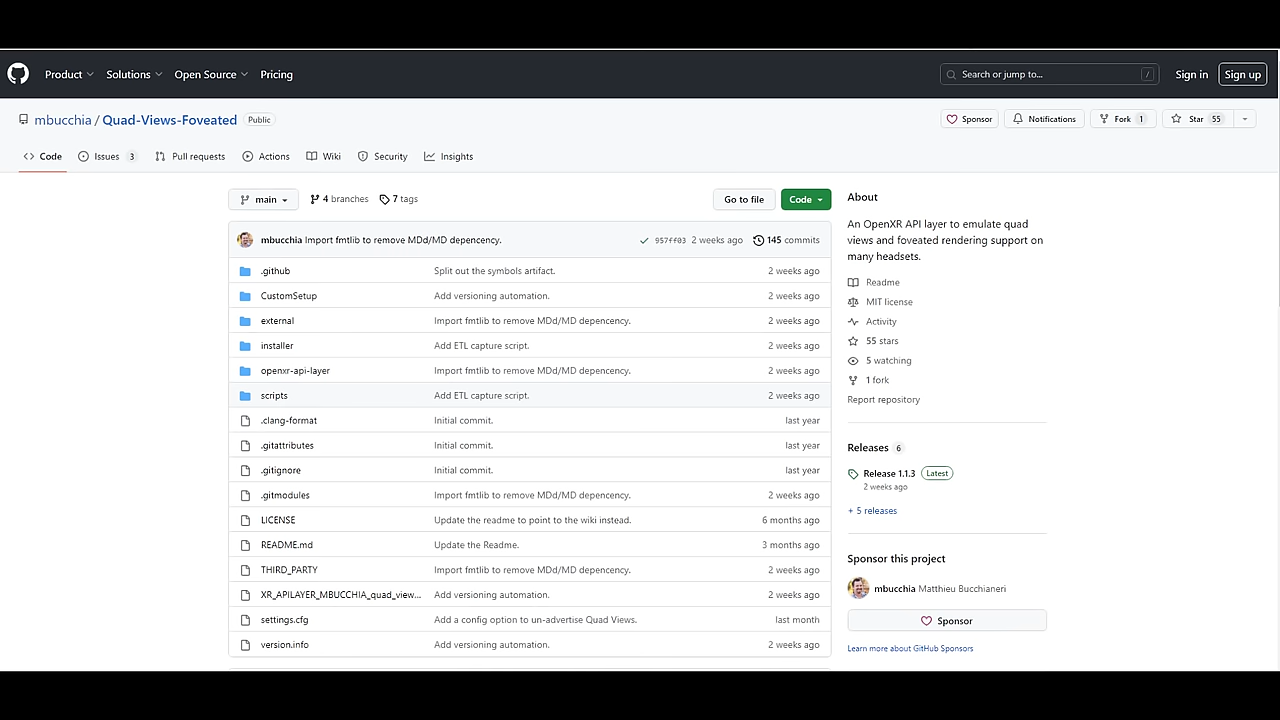 Product Solutions Open Source Pricing Search or jump to... / Sign in Sign up
mbucchia / Quad-Views-Foveated Public Sponsor Notifications Fork 1 Star 55
Code Issues 3 Pull requests Actions Wiki Security Insights
main 4 branches 7 tags Go to file Code
mbucchia Import fmtlib to remove MDd/MD depencency. 957ff03 2 weeks ago 145 commits
.github Split out the symbols artifact. 2 weeks ago
CustomSetup Add versioning automation. 2 weeks ago
external Import fmtlib to remove MDd/MD depencency. 2 weeks ago
installer Add ETL capture script. 2 weeks ago
openxr-api-layer Import fmtlib to remove MDd/MD depencency. 2 weeks ago
scripts Add ETL capture script. 2 weeks ago
.clang-format Initial commit. last year
.gitattributes Initial commit. last year
.gitignore Initial commit. last year
.gitmodules Import fmtlib to remove MDd/MD depencency. 2 weeks ago
LICENSE Update the readme to point to the wiki instead. 6 months ago
README.md Update the Readme. 3 months ago
THIRD_PARTY Import fmtlib to remove MDd/MD depencency. 2 weeks ago
XR_APILAYER_MBUCCHIA_quad_view... Add versioning automation. 2 weeks ago
settings.cfg Add a config option to un-advertise Quad Views. last month
version.info Add versioning automation. 2 weeks ago
About
An OpenXR API layer to emulate quad
views and foveated rendering support on
many headsets.
Readme
MIT license
Activity
55 stars
5 watching
1 fork
Report repository
Releases 6
Release 1.1.3 Latest
2 weeks ago
+ 5 releases
Sponsor this project
mbucchia Matthieu Bucchianeri
Sponsor
Learn more about GitHub Sponsors